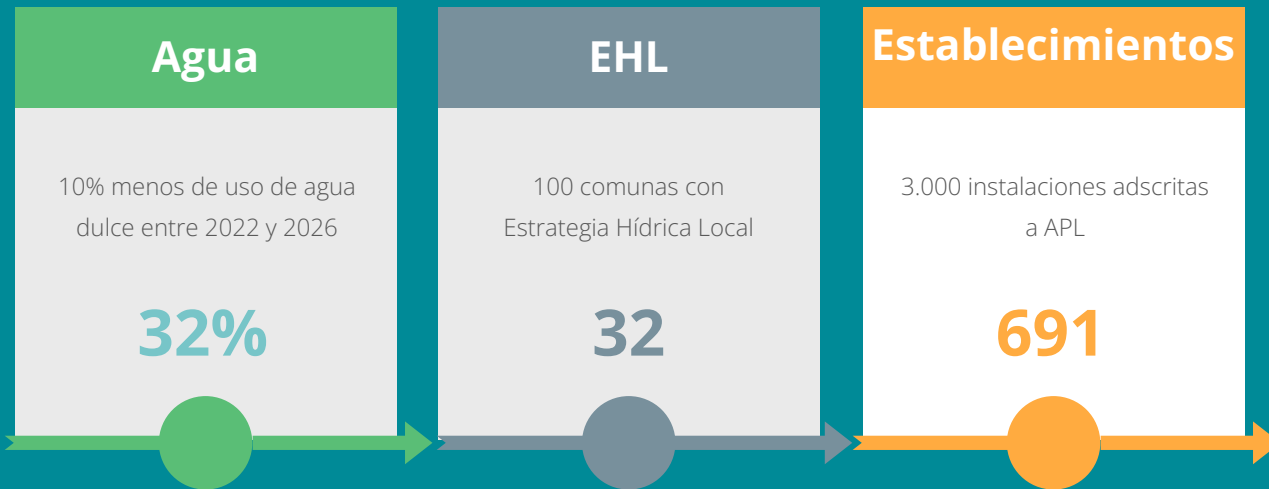 Agua
10% menos de uso de agua
dulce entre 2022 y 2026
32%
EHL
100 comunas con
Estrategia Hídrica Local
32
Establecimientos
3.000 instalaciones adscritas
a APL
691